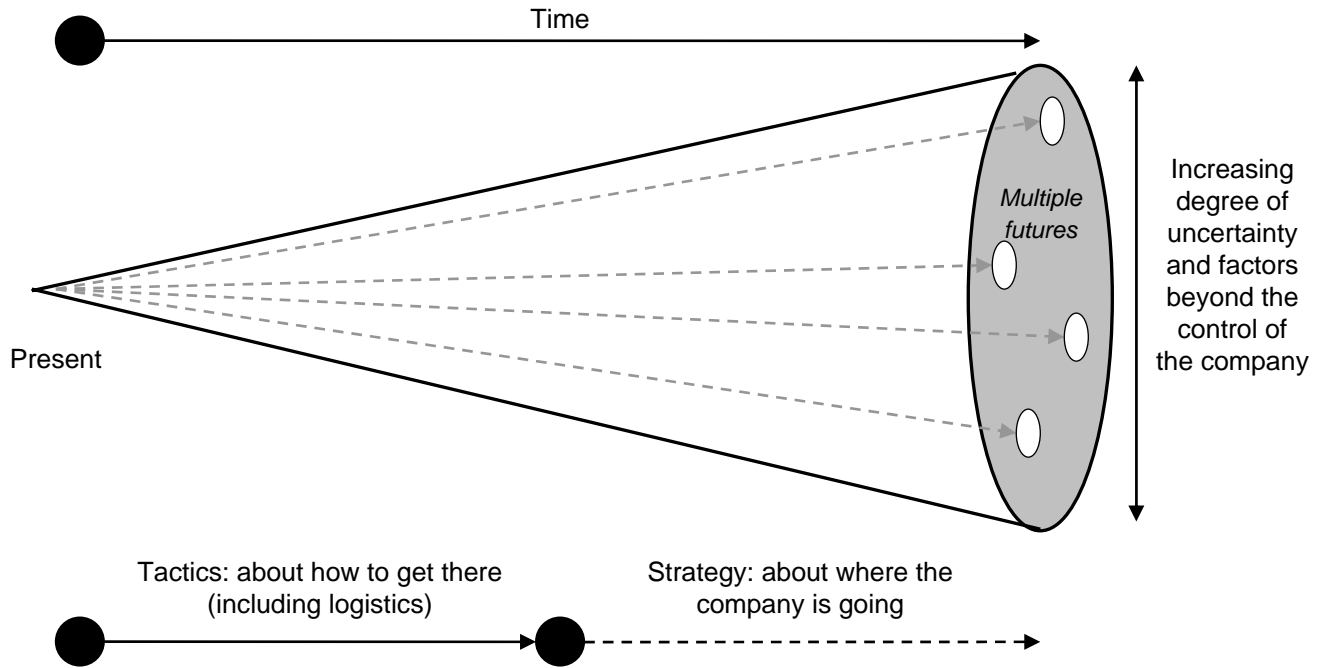 Time
Multiple
futures
Increasing
degree of
uncertainty
and factors
beyond the
control of
the company
Present
Tactics: about how to get there
(including logistics)
Strategy: about where the
company is going